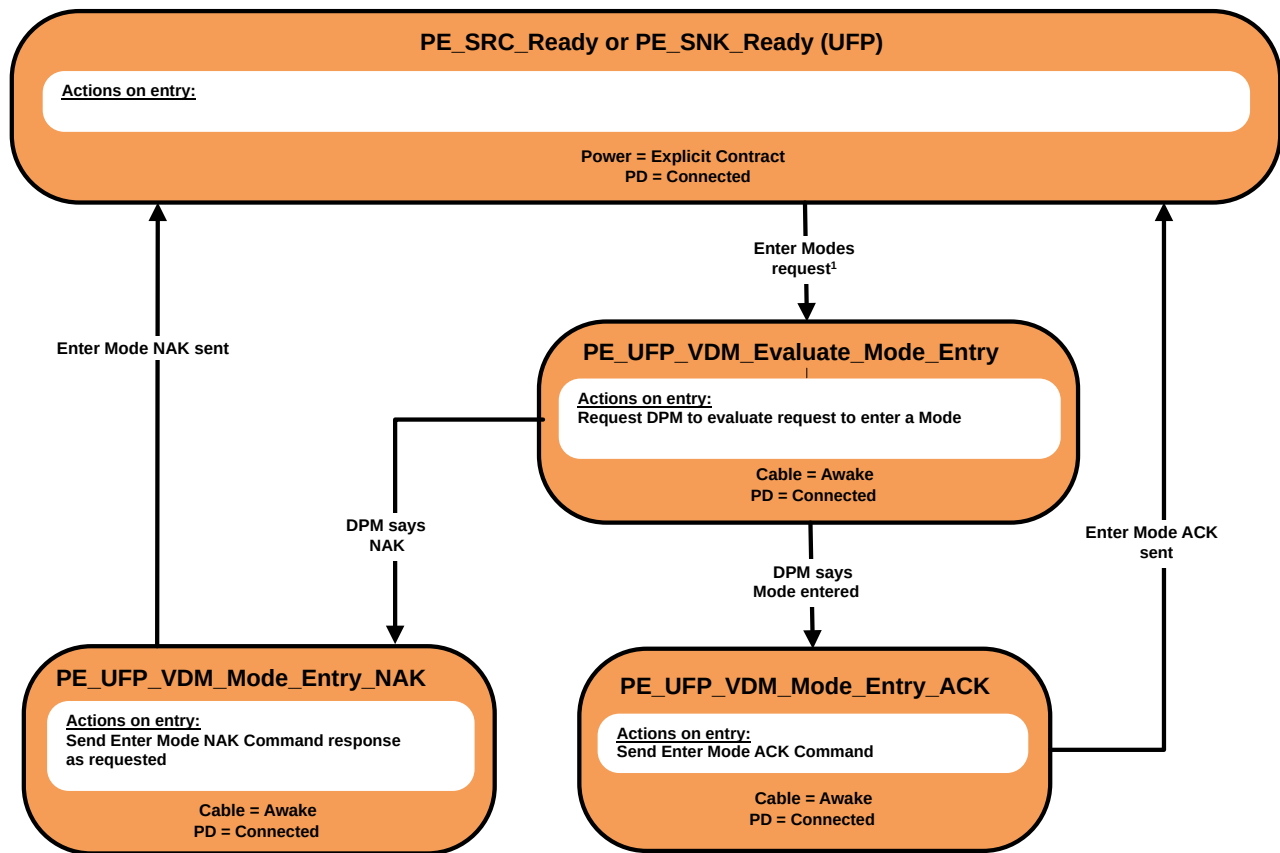 PE_SRC_Ready or PE_SNK_Ready (UFP)
Actions on entry:
Power = Explicit Contract
PD = Connected
Enter Modes
request¹
Enter Mode NAK sent
PE_UFP_VDM_Evaluate_Mode_Entry
Actions on entry:
Request DPM to evaluate request to enter a Mode
Cable = Awake
PD = Connected
DPM says
NAK
Enter Mode ACK
sent
DPM says
Mode entered
PE_UFP_VDM_Mode_Entry_NAK
Actions on entry:
Send Enter Mode NAK Command response
as requested
Cable = Awake
PD = Connected
PE_UFP_VDM_Mode_Entry_ACK
Actions on entry:
Send Enter Mode ACK Command
Cable = Awake
PD = Connected